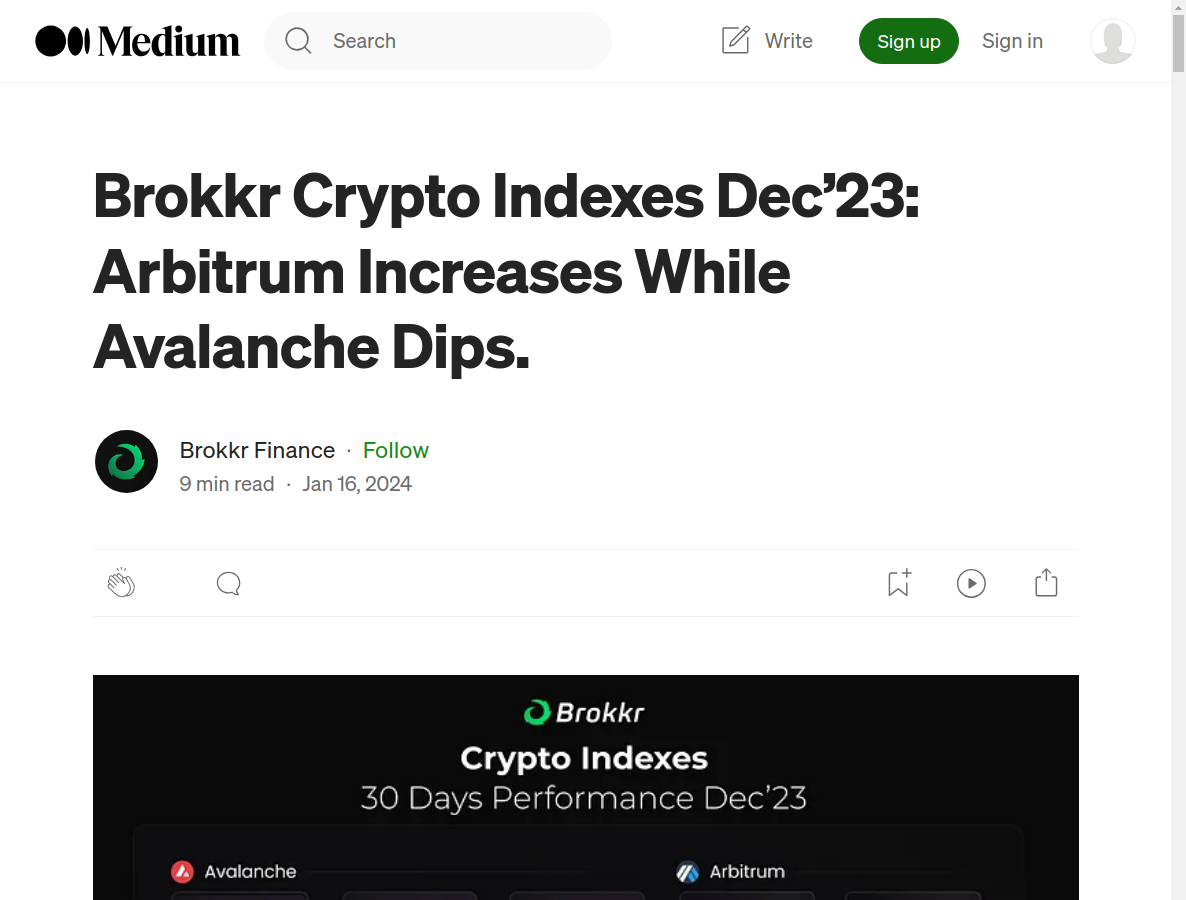 Medium
Search
Write
Sign up
Sign in
Brokkr Crypto Indexes Dec’23:
Arbitrum Increases While
Avalanche Dips.
Brokkr Finance · Follow
9 min read · Jan 16, 2024
Brokkr
Crypto Indexes
30 Days Performance Dec’23
Avalanche
Arbitrum